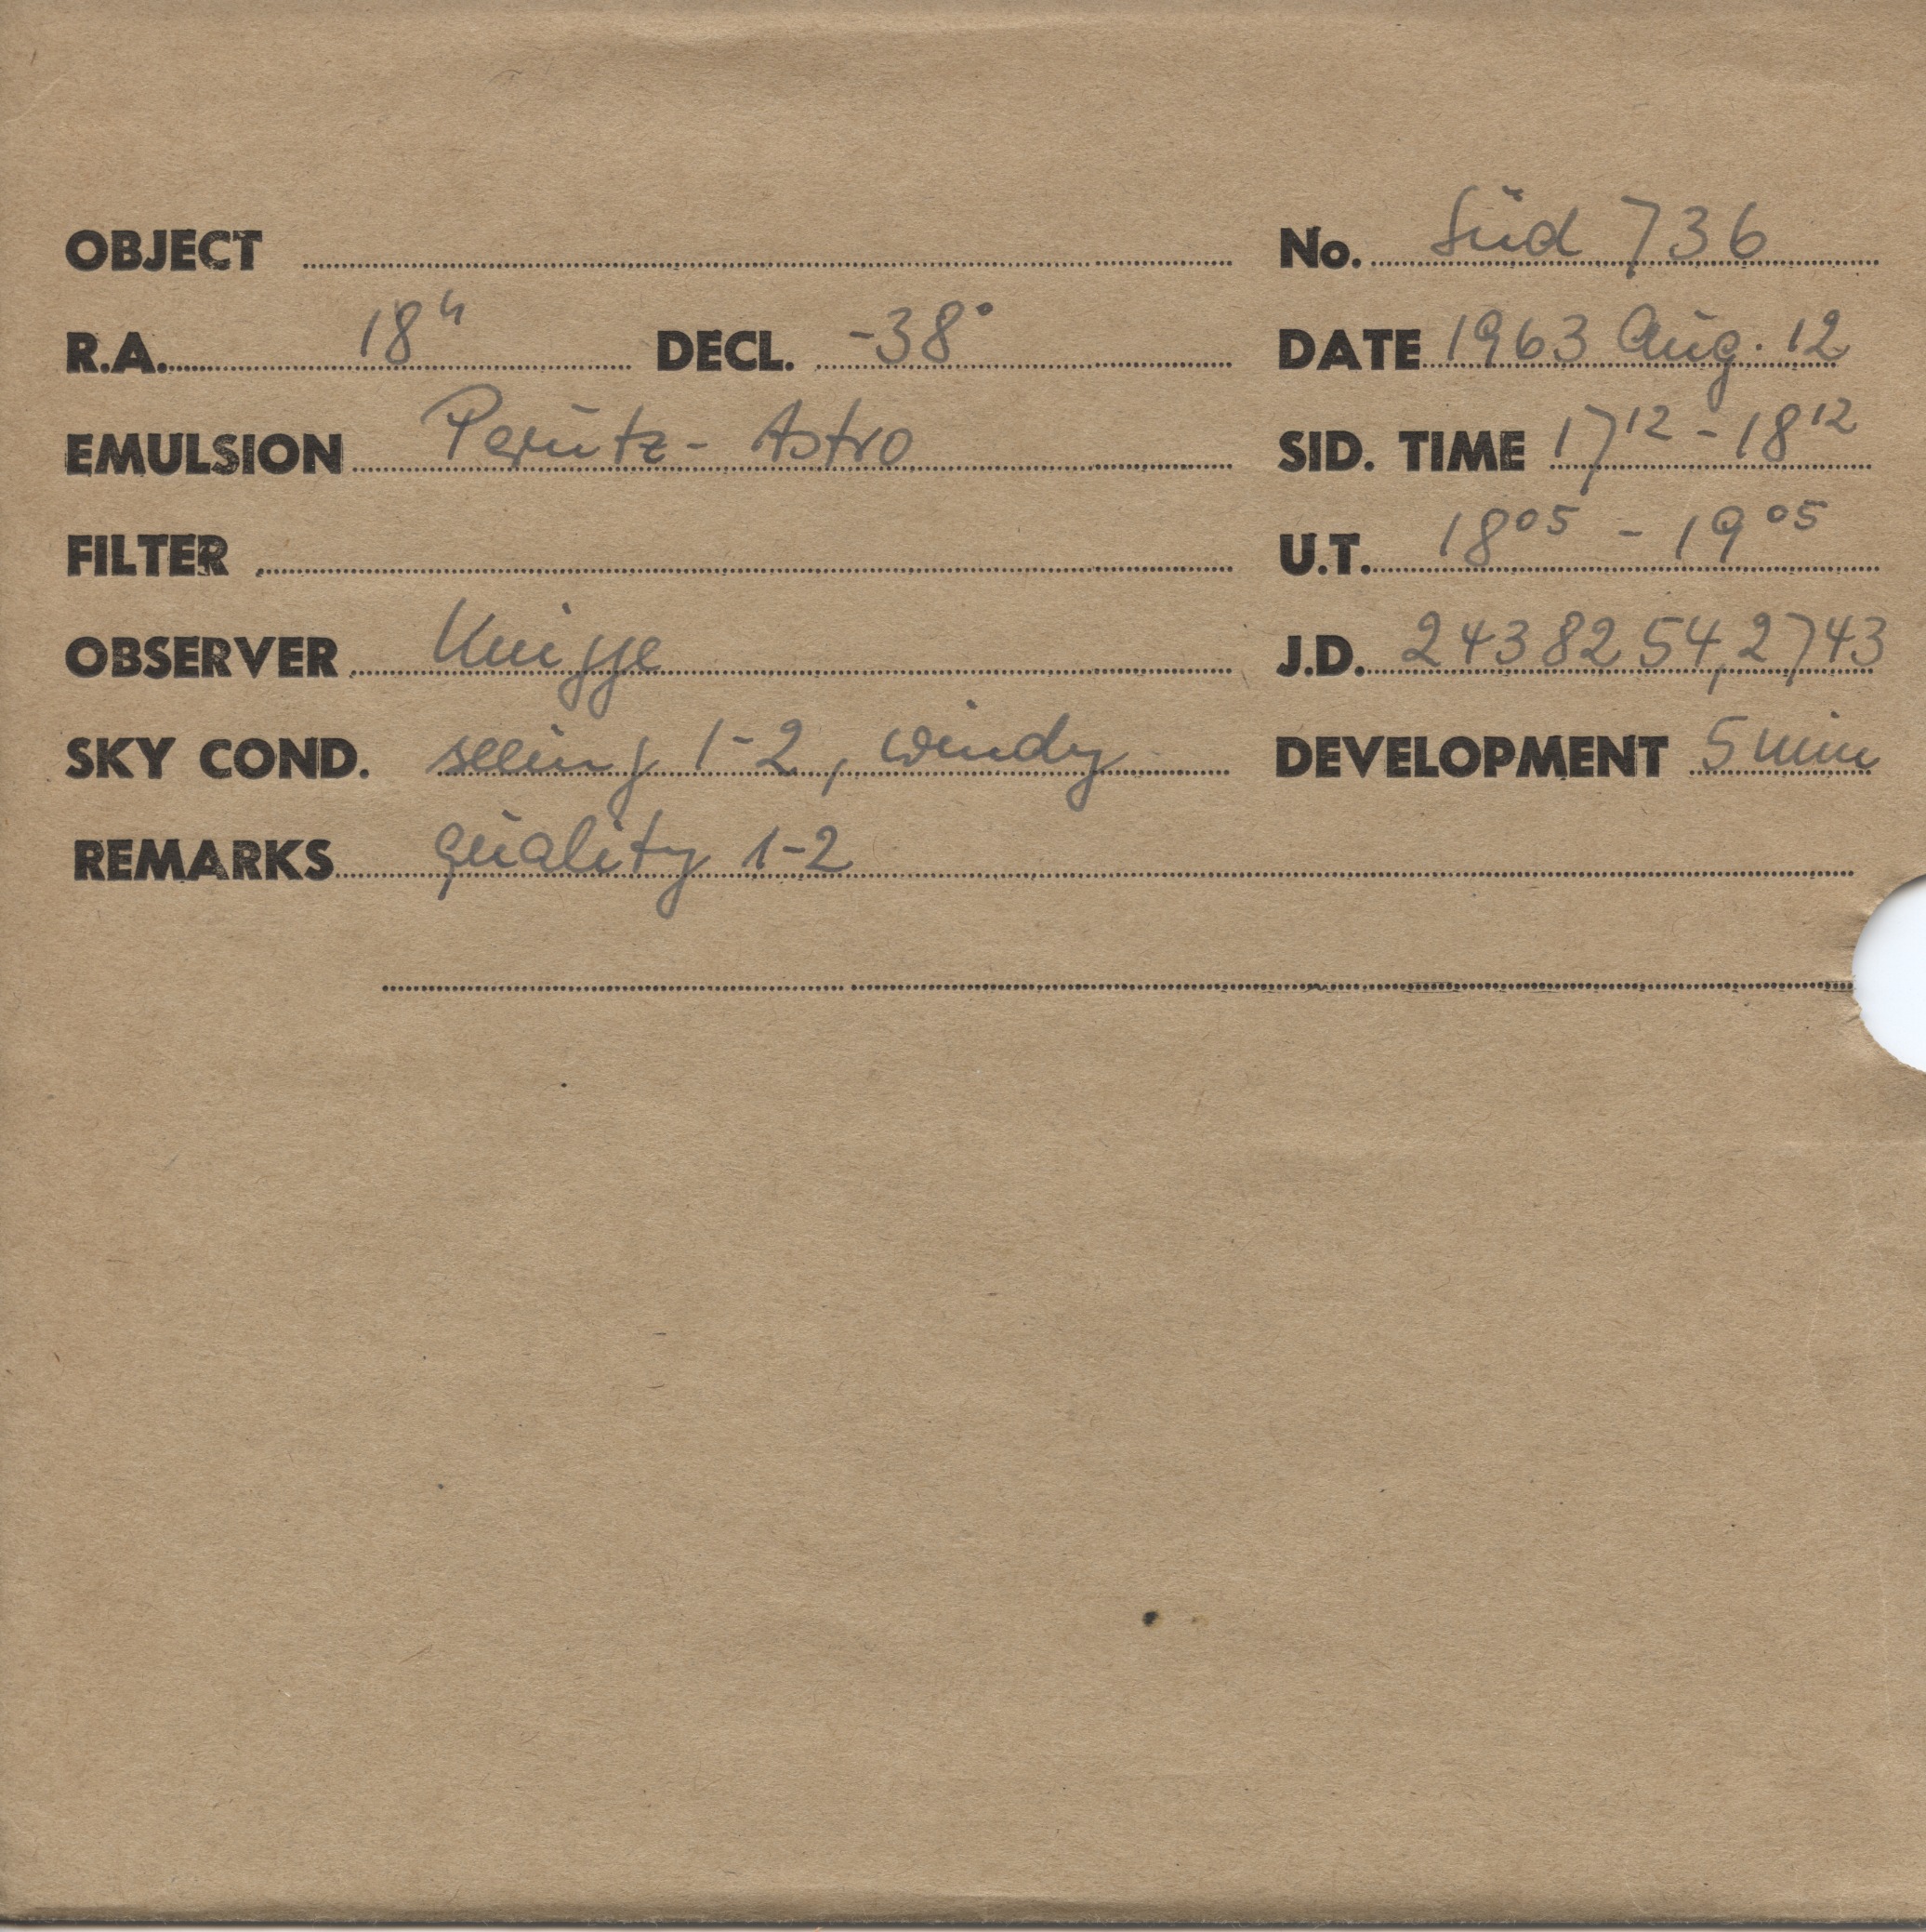 OBJECT No. Süd 736
R.A. 18h DECL. -38° DATE 1963 Aug. 12
EMULSION Perutz - Astro SID. TIME 17 12 - 18 12
FILTER U.T. 18 05 - 19 05
OBSERVER Knigge J.D. 2438254,2743
SKY COND. seeing 1-2, windy DEVELOPMENT 5 min
REMARKS quality 1-2